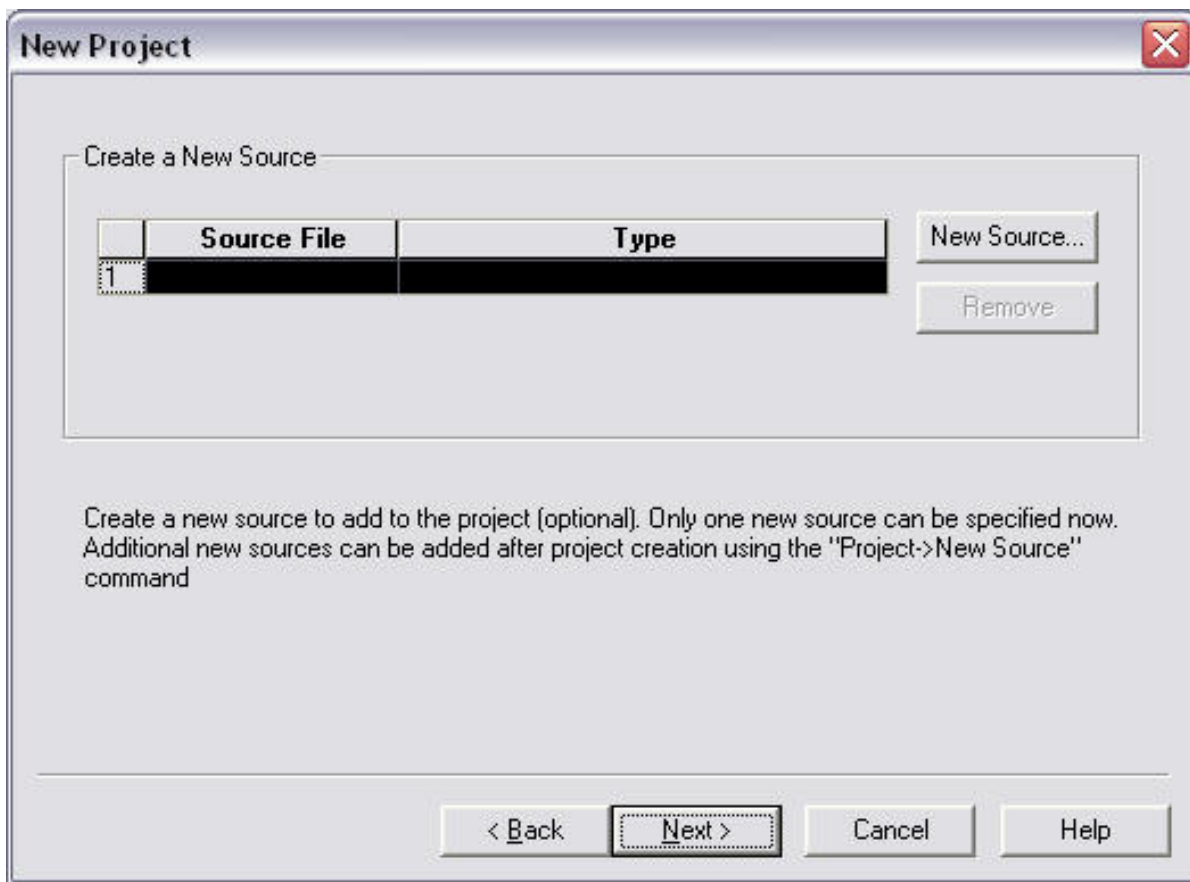 New Project
Create a New Source
Source File Type
New Source...
1
Remove
Create a new source to add to the project (optional). Only one new source can be specified now.
Additional new sources can be added after project creation using the "Project->New Source"
command
< Back Next > Cancel Help